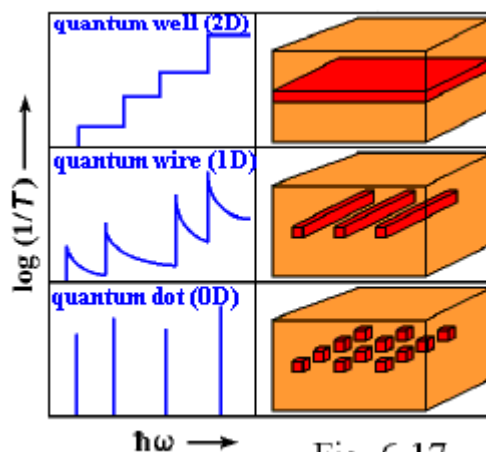 quantum well (2D)
quantum wire (1D)
quantum dot (0D)
log (1/T)
ħω
Fig. 6.17